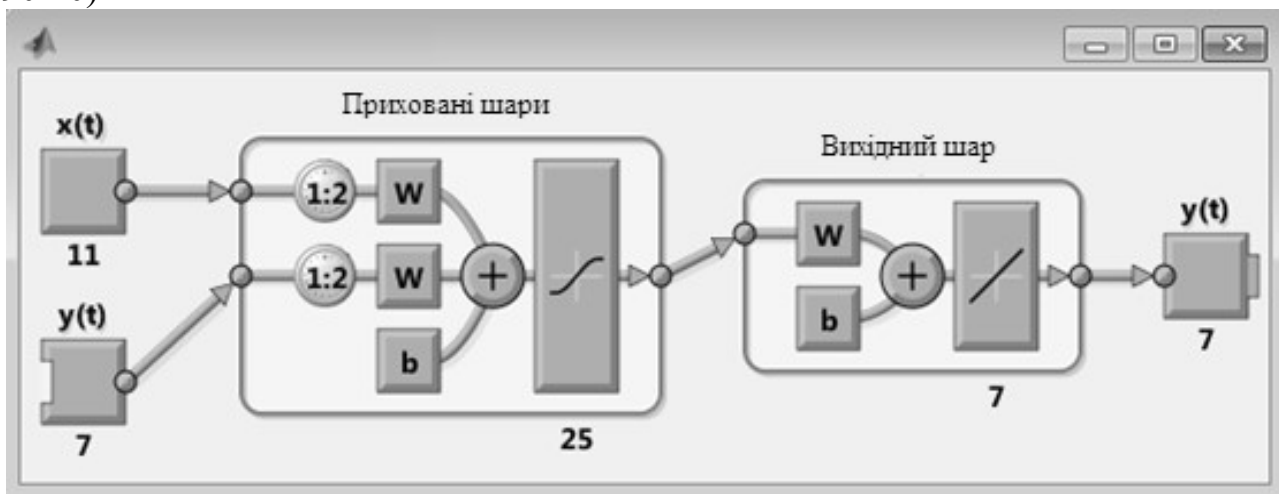 Приховані шари
x(t)
1:2 W
11
y(t)
1:2 W
b
7
25
Вихідний шар
W
b
7
y(t)
7